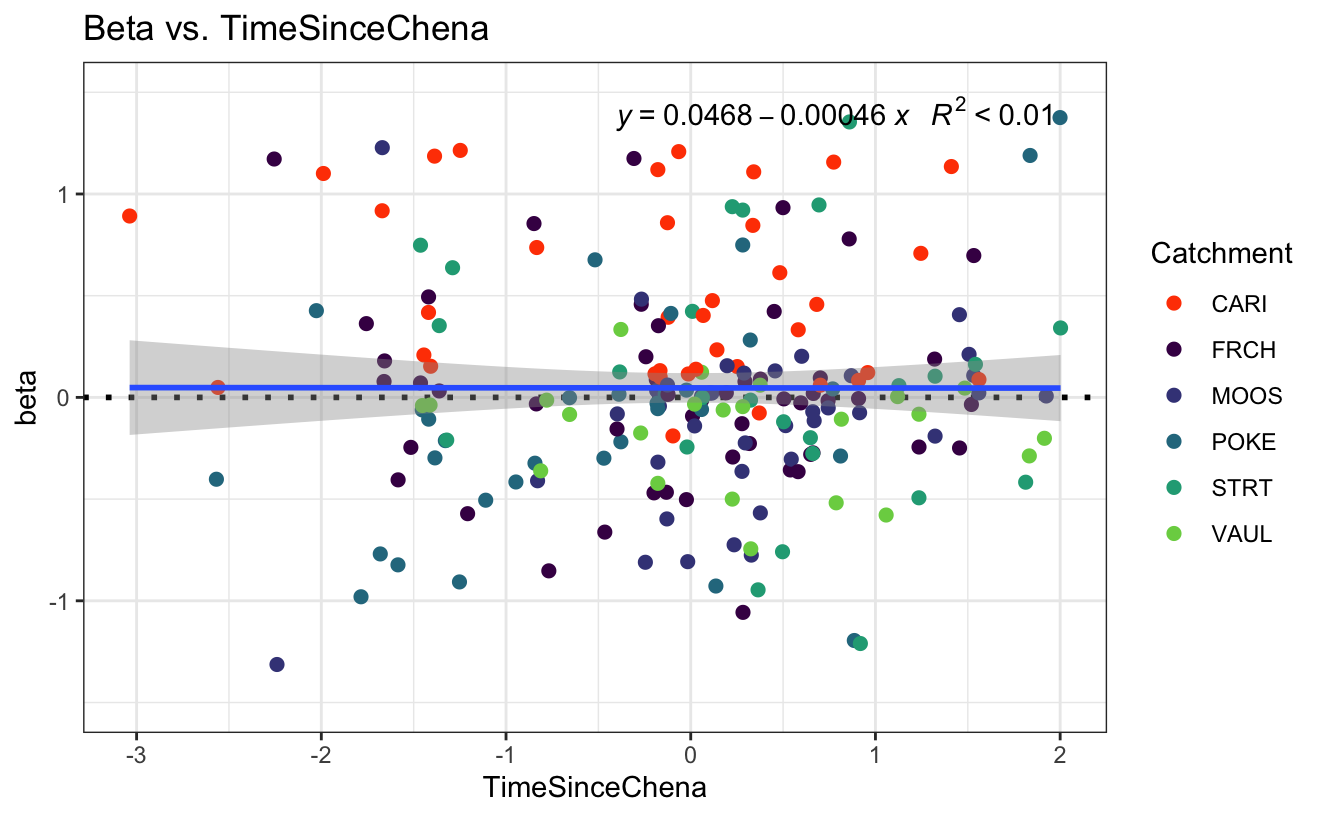 Beta vs. TimeSinceChena
y = 0.0468 – 0.00046 x R² < 0.01
1
0
-1
beta
-3 -2 -1 0 1 2
TimeSinceChena
Catchment
CARI
FRCH
MOOS
POKE
STRT
VAUL